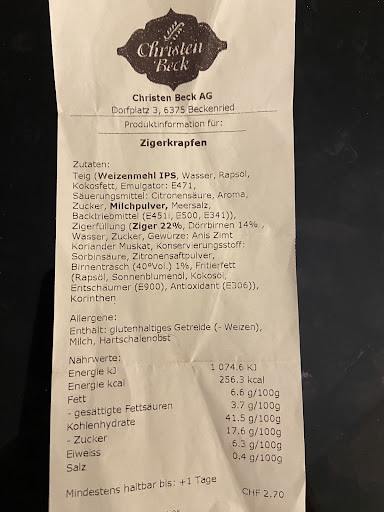 Christen
Beck
Christen Beck AG
Dorfplatz 3, 6375 Beckenried
Produktinformation für:
Zigerkrapfen
Zutaten:
Teig (Weizenmehl IPS, Wasser, Rapsöl,
Kokosfett, Emulgator: E471,
Säuerungsmittel: Citronensäure, Aroma,
Zucker, Milchpulver, Meersalz,
Backtriebmittel (E451i, E500, E341)),
Zigerfüllung (Ziger 22%, Dörrbirnen 14% ,
Wasser, Zucker, Gewürze: Anis Zimt
Koriander Muskat, Konservierungsstoff:
Sorbinsäure, Zitronensaftpulver,
Birnentrasch (40°Vol.) 1%, Fritierfett
(Rapsöl, Sonnenblumenöl, Kokosöl,
Entschäumer (E900), Antioxidant (E306)),
Korinthen
Allergene:
Enthält: glutenhaltiges Getreide (- Weizen),
Milch, Hartschalenobst
Nährwerte:
Energie kJ 1 074.6 KJ
Energie kcal 256.3 kcal
Fett 6.6 g/100g
- gesättigte Fettsäuren 3.7 g/100g
Kohlenhydrate 41.5 g/100g
- Zucker 17.6 g/100g
Eiweiss 6.3 g/100g
Salz 0.4 g/100g
Mindestens haltbar bis: +1 Tage
CHF 2.70